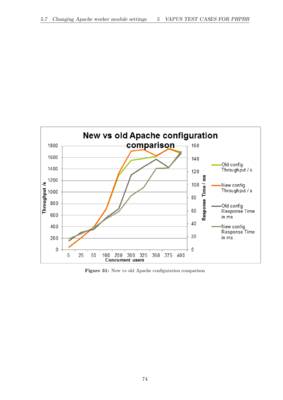 5.7 Changing Apache worker module settings 5 VAPUS TEST CASES FOR PHPBB
New vs old Apache configuration
comparison
1800
1600
1400
1200
1000
800
600
400
200
0
Throughput /s
160
140
120
100
80
60
40
20
0
Response Time / ms
5 25 50 100 200 250 325 350 375 400
Concurrent users
Old config
Throughput / s
New config
Throughput / s
Old config
Response Time
in ms
New config
Response Time
in ms
Figure 31: New vs old Apache configuration comparison
74